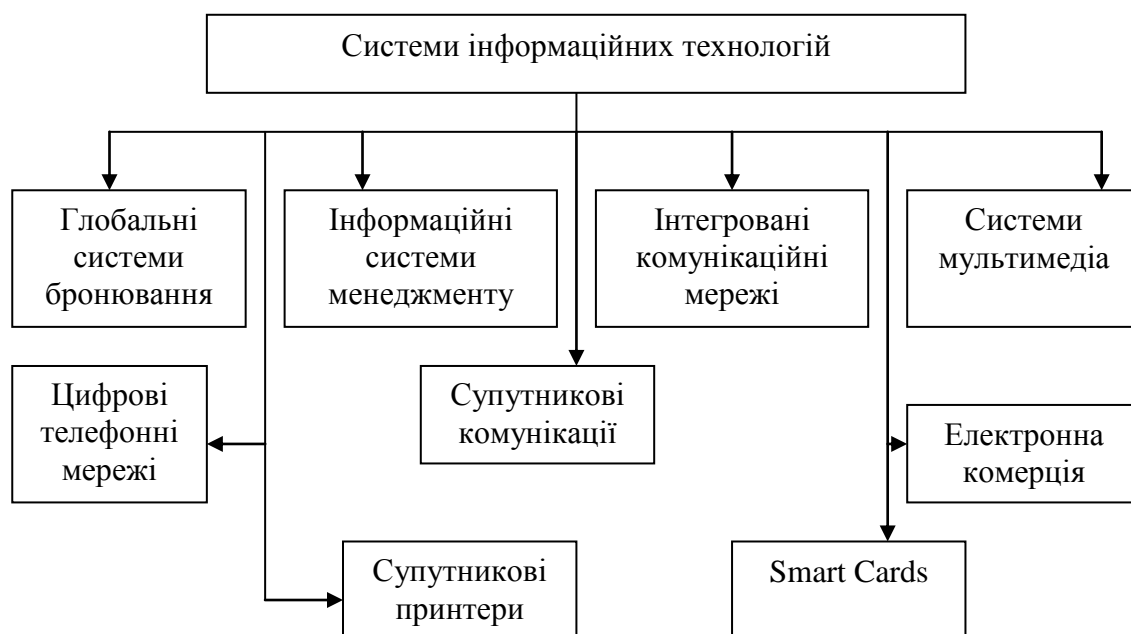 Системи інформаційних технологій
Глобальні
системи
бронювання
Інформаційні
системи
менеджменту
Інтегровані
комунікаційні
мережі
Системи
мультимедіа
Цифрові
телефонні
мережі
Супутникові
комунікації
Електронна
комерція
Супутникові
принтери
Smart Cards